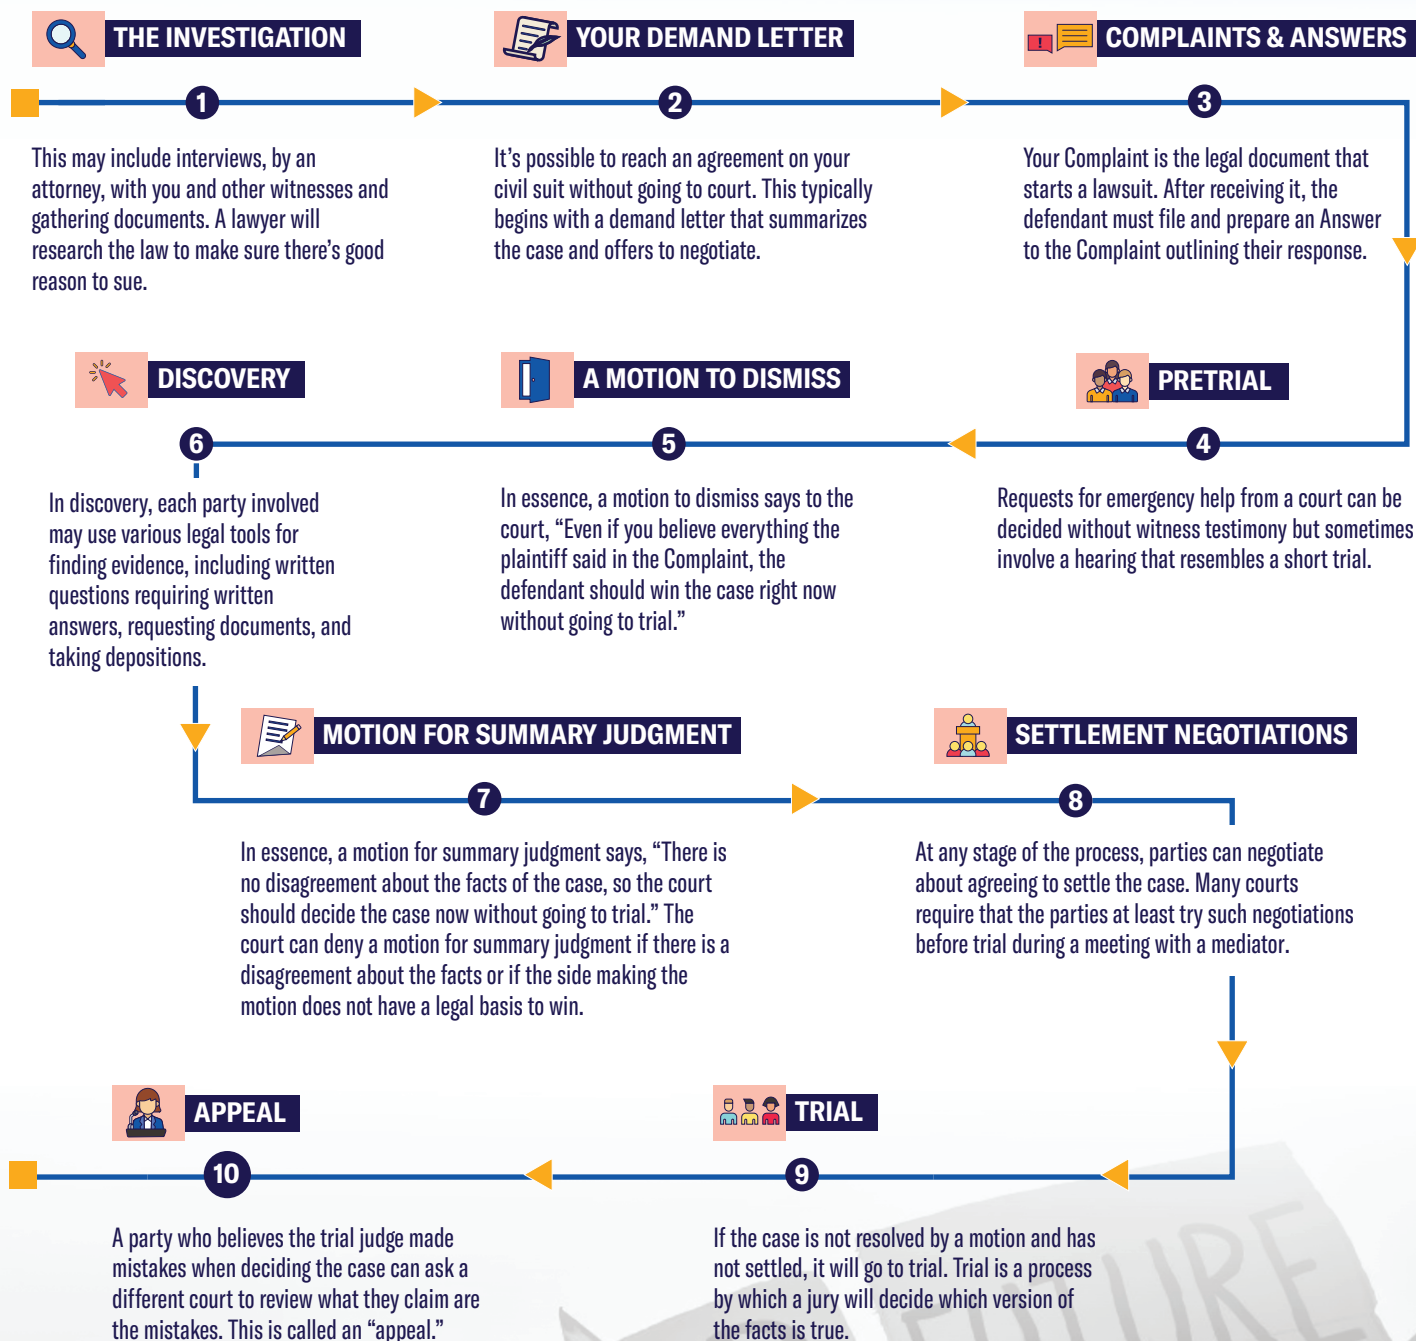 THE INVESTIGATION
1
This may include interviews, by an
attorney, with you and other witnesses and
gathering documents. A lawyer will
research the law to make sure there’s good
reason to sue.
YOUR DEMAND LETTER
2
It’s possible to reach an agreement on your
civil suit without going to court. This typically
begins with a demand letter that summarizes
the case and offers to negotiate.
!
COMPLAINTS & ANSWERS
3
Your Complaint is the legal document that
starts a lawsuit. After receiving it, the
defendant must file and prepare an Answer
to the Complaint outlining their response.
PRETRIAL
4
Requests for emergency help from a court can be
decided without witness testimony but sometimes
involve a hearing that resembles a short trial.
A MOTION TO DISMISS
5
In essence, a motion to dismiss says to the
court, “Even if you believe everything the
plaintiff said in the Complaint, the
defendant should win the case right now
without going to trial.”
DISCOVERY
6
In discovery, each party involved
may use various legal tools for
finding evidence, including written
questions requiring written
answers, requesting documents, and
taking depositions.
MOTION FOR SUMMARY JUDGMENT
7
In essence, a motion for summary judgment says, “There is
no disagreement about the facts of the case, so the court
should decide the case now without going to trial.” The
court can deny a motion for summary judgment if there is a
disagreement about the facts or if the side making the
motion does not have a legal basis to win.
SETTLEMENT NEGOTIATIONS
8
At any stage of the process, parties can negotiate
about agreeing to settle the case. Many courts
require that the parties at least try such negotiations
before trial during a meeting with a mediator.
TRIAL
9
If the case is not resolved by a motion and has
not settled, it will go to trial. Trial is a process
by which a jury will decide which version of
the facts is true.
APPEAL
10
A party who believes the trial judge made
mistakes when deciding the case can ask a
different court to review what they claim are
the mistakes. This is called an “appeal.”
FUTURE